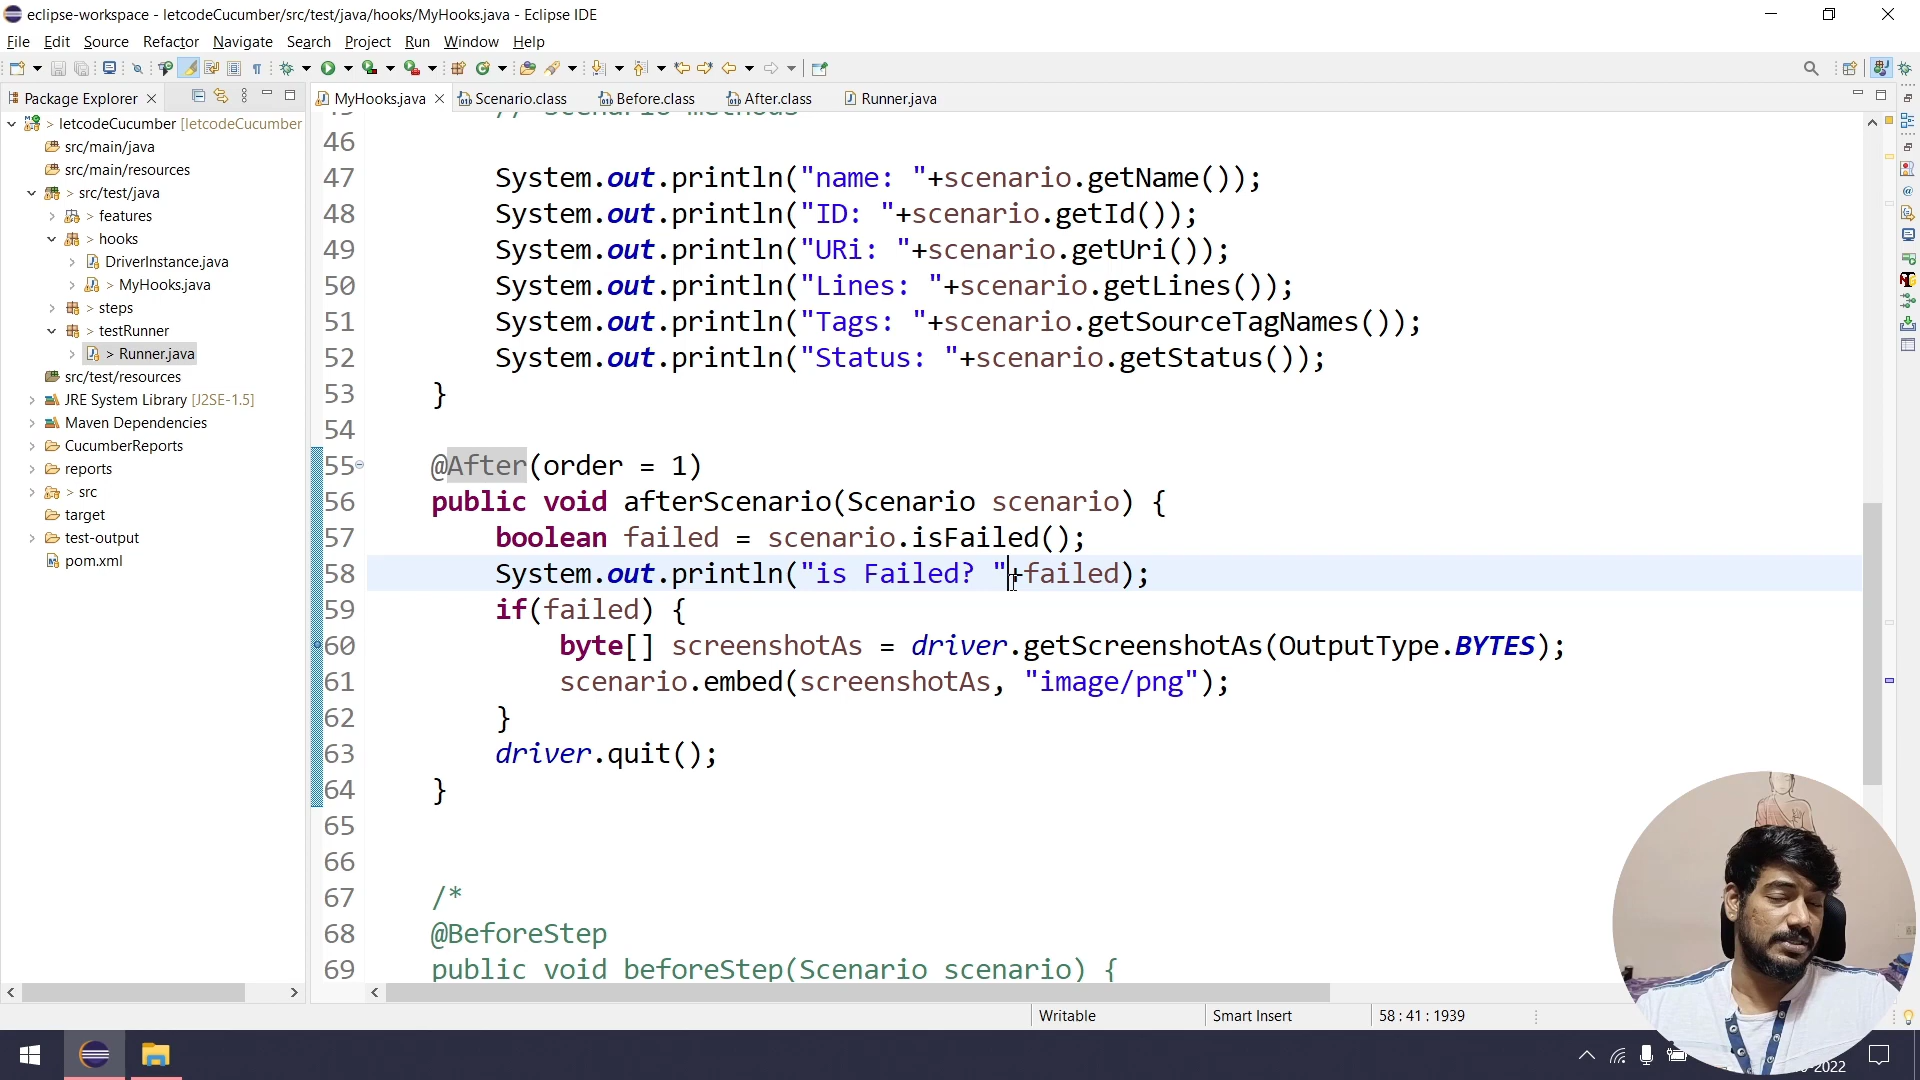 eclipse-workspace - letcodeCucumber/src/test/java/hooks/MyHooks.java - Eclipse IDE
File Edit Source Refactor Navigate Search Project Run Window Help
Package Explorer
MyHooks.java Scenario.class Before.class After.class Runner.java
> letcodeCucumber [letcodeCucumber
src/main/java
src/main/resources
> src/test/java
> features
> hooks
DriverInstance.java
> MyHooks.java
> steps
> testRunner
> Runner.java
src/test/resources
JRE System Library [J2SE-1.5]
Maven Dependencies
CucumberReports
reports
> src
target
test-output
pom.xml
46
47 System.out.println("name: "+scenario.getName());
48 System.out.println("ID: "+scenario.getId());
49 System.out.println("URi: "+scenario.getUri());
50 System.out.println("Lines: "+scenario.getLines());
51 System.out.println("Tags: "+scenario.getSourceTagNames());
52 System.out.println("Status: "+scenario.getStatus());
53 }
54
55 @After(order = 1)
56 public void afterScenario(Scenario scenario) {
57 boolean failed = scenario.isFailed();
58 System.out.println("is Failed? "+failed);
59 if(failed) {
60 byte[] screenshotAs = driver.getScreenshotAs(OutputType.BYTES);
61 scenario.embed(screenshotAs, "image/png");
62 }
63 driver.quit();
64 }
65
66
67 /*
68 @BeforeStep
69 public void beforeStep(Scenario scenario) {
Writable Smart Insert 58 : 41 : 1939